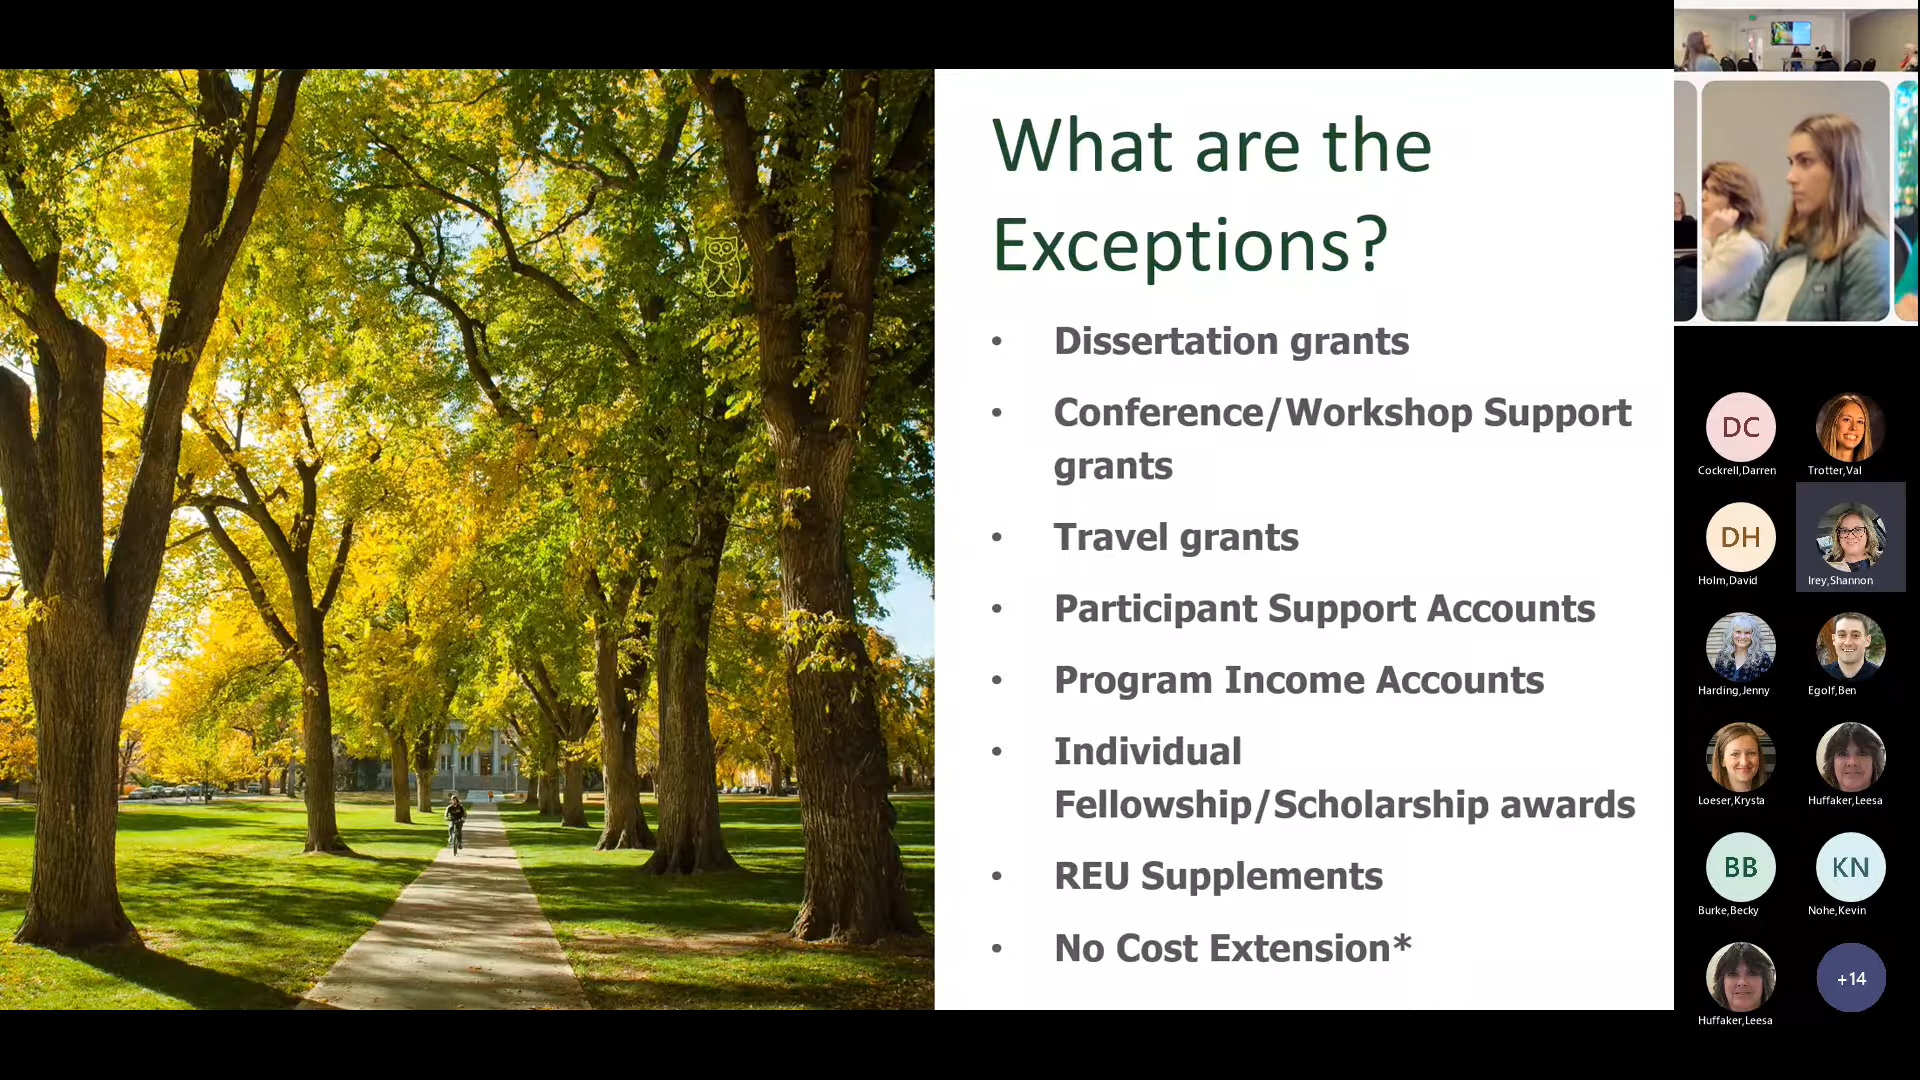 What are the
Exceptions?
• Dissertation grants
• Conference/Workshop Support
grants
• Travel grants
• Participant Support Accounts
• Program Income Accounts
• Individual
Fellowship/Scholarship awards
• REU Supplements
• No Cost Extension*
DC
Cockrell,Darren
Trotter,Val
DH
Holm,David
Irey,Shannon
Harding,Jenny
Egolf,Ben
Loeser,Krysta
Huffaker,Leesa
BB
Burke,Becky
KN
Nohe,Kevin
Huffaker,Leesa
+14